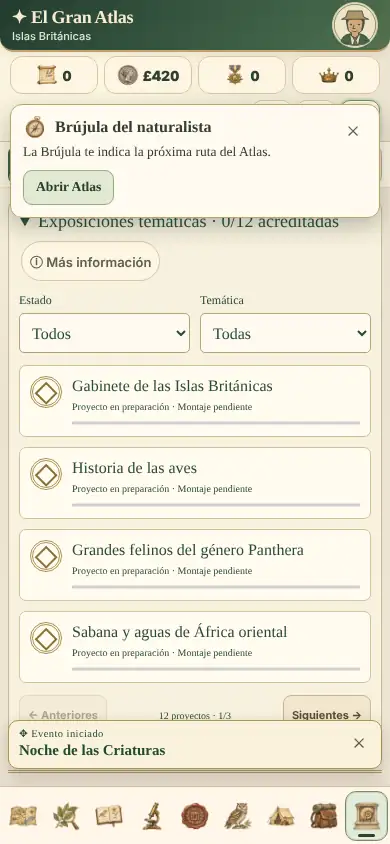 ✦ El Gran Atlas
Islas Británicas
0
£420
0
0
Brújula del naturalista
La Brújula te indica la próxima ruta del Atlas.
Abrir Atlas
▼ Exposiciones temáticas · 0/12 acreditadas
ⓘ Más información
Estado
Temática
Todos
Todas
Gabinete de las Islas Británicas
Proyecto en preparación · Montaje pendiente
Historia de las aves
Proyecto en preparación · Montaje pendiente
Grandes felinos del género Panthera
Proyecto en preparación · Montaje pendiente
Sabana y aguas de África oriental
Proyecto en preparación · Montaje pendiente
← Anteriores
12 proyectos · 1/3
Siguientes →
✥ Evento iniciado
Noche de las Criaturas